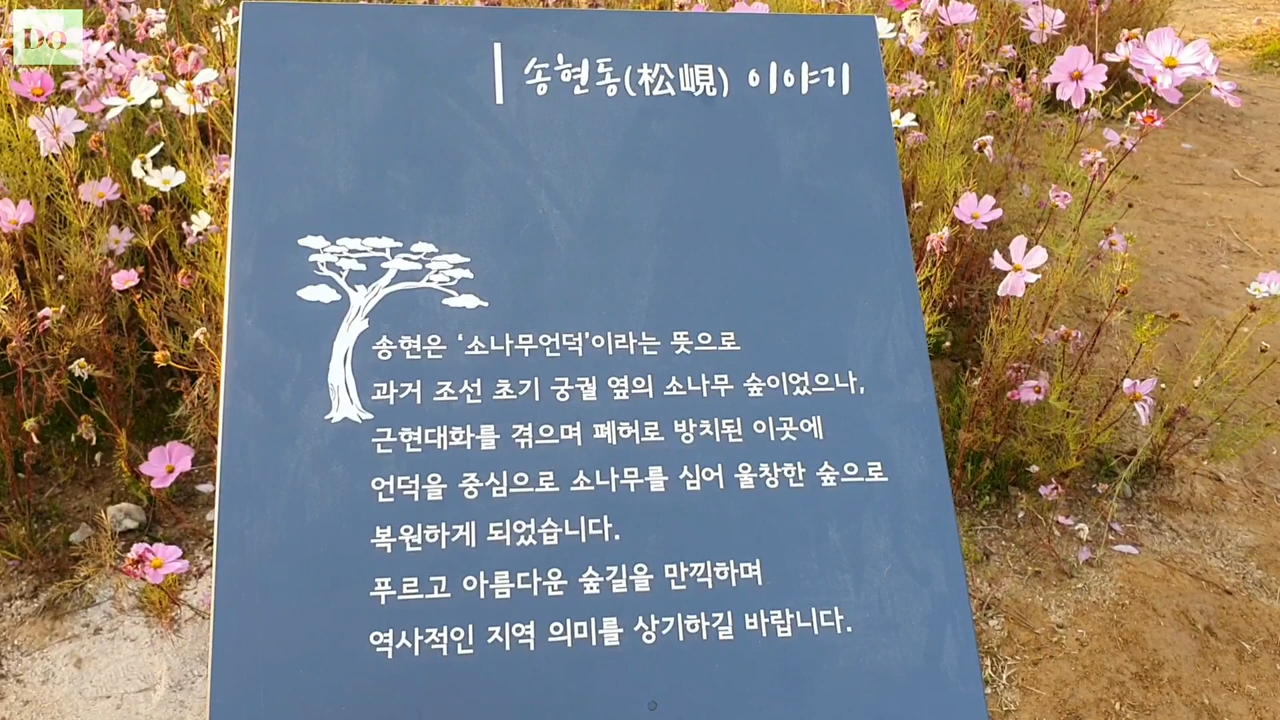 DO
송현동(松峴) 이야기
송현은 ‘소나무언덕’이라는 뜻으로
과거 조선 초기 궁궐 옆의 소나무 숲이었으나,
근현대화를 겪으며 폐허로 방치된 이곳에
언덕을 중심으로 소나무를 심어 울창한 숲으로
복원하게 되었습니다.
푸르고 아름다운 숲길을 만끽하며
역사적인 지역 의미를 상기하길 바랍니다.